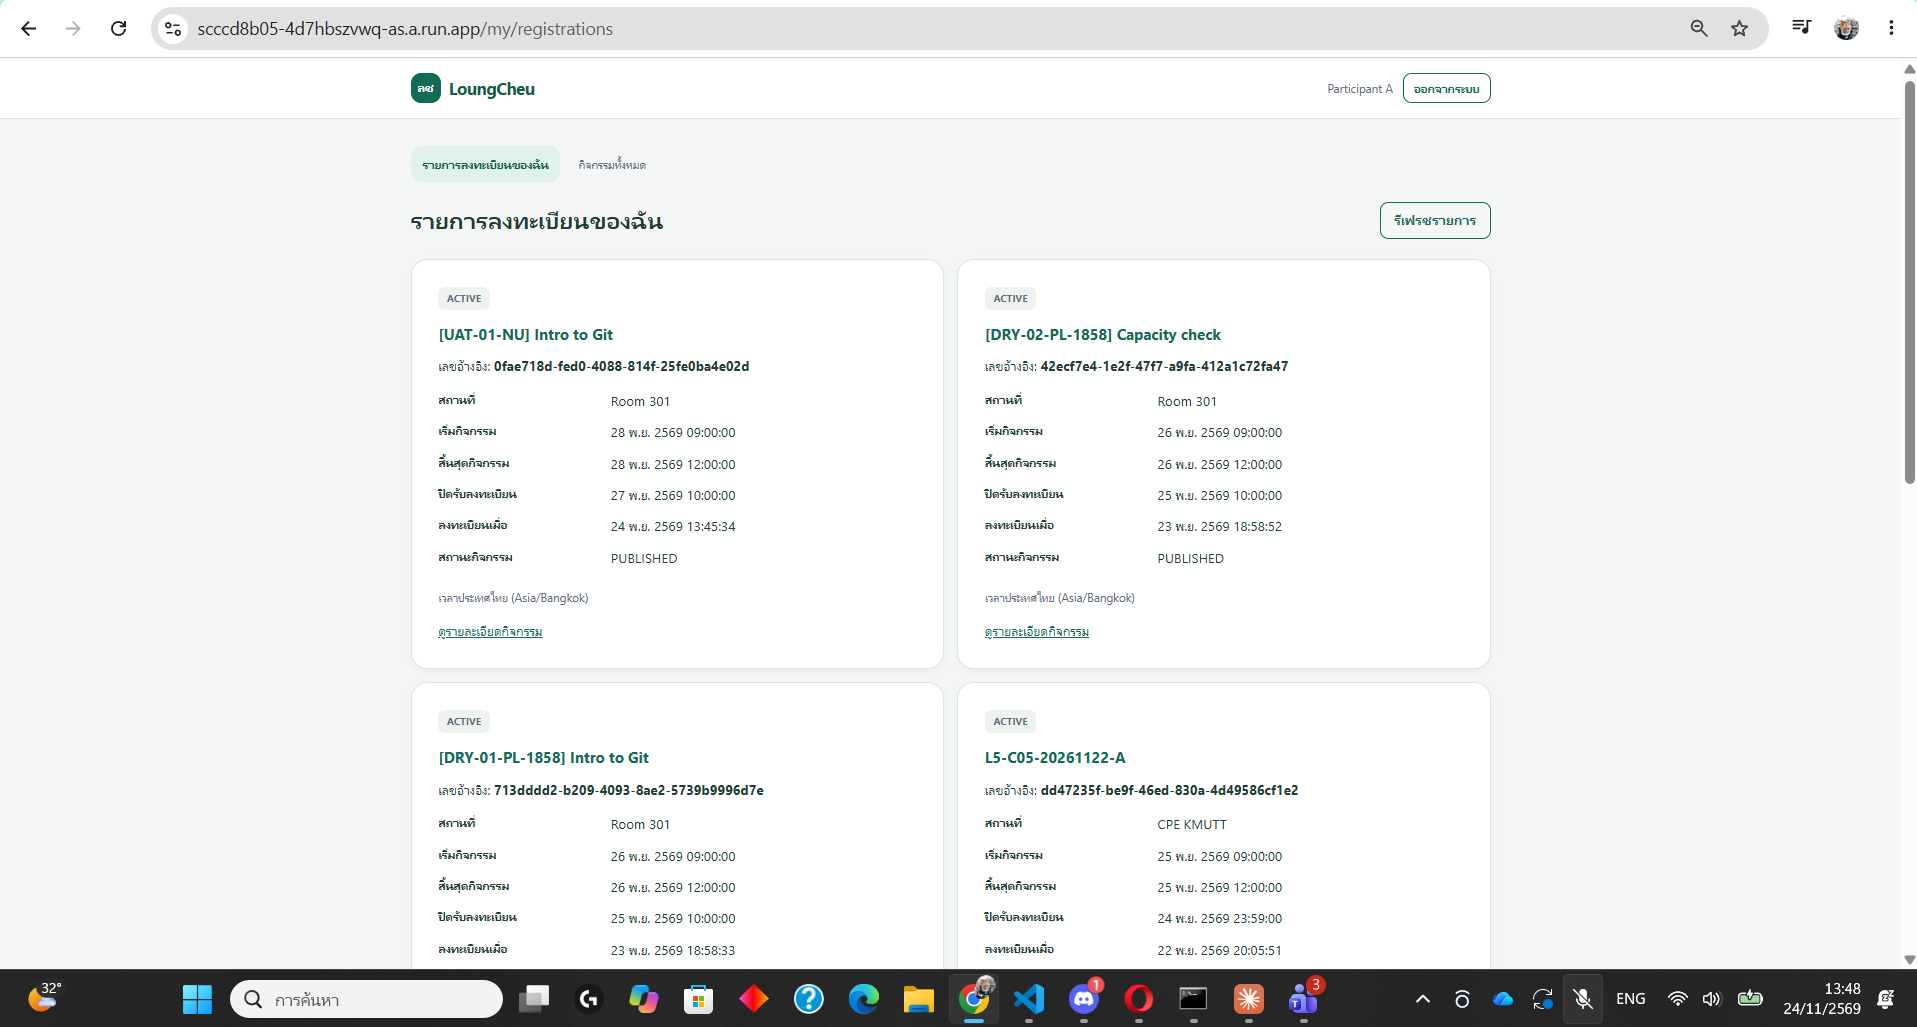 scccd8b05-4d7hbszvwq-as.a.run.app/my/registrations
ลช LoungCheu
Participant A ออกจากระบบ
รายการลงทะเบียนของฉัน กิจกรรมทั้งหมด
รายการลงทะเบียนของฉัน รีเฟรชรายการ
ACTIVE
[UAT-01-NU] Intro to Git
เลขอ้างอิง: 0fae718d-fed0-4088-814f-25fe0ba4e02d
สถานที่ Room 301
เริ่มกิจกรรม 28 พ.ย. 2569 09:00:00
สิ้นสุดกิจกรรม 28 พ.ย. 2569 12:00:00
ปิดรับลงทะเบียน 27 พ.ย. 2569 10:00:00
ลงทะเบียนเมื่อ 24 พ.ย. 2569 13:45:34
สถานะกิจกรรม PUBLISHED
เวลาประเทศไทย (Asia/Bangkok)
ดูรายละเอียดกิจกรรม
ACTIVE
[DRY-02-PL-1858] Capacity check
เลขอ้างอิง: 42ecf7e4-1e2f-47f7-a9fa-412a1c72fa47
สถานที่ Room 301
เริ่มกิจกรรม 26 พ.ย. 2569 09:00:00
สิ้นสุดกิจกรรม 26 พ.ย. 2569 12:00:00
ปิดรับลงทะเบียน 25 พ.ย. 2569 10:00:00
ลงทะเบียนเมื่อ 23 พ.ย. 2569 18:58:52
สถานะกิจกรรม PUBLISHED
เวลาประเทศไทย (Asia/Bangkok)
ดูรายละเอียดกิจกรรม
ACTIVE
[DRY-01-PL-1858] Intro to Git
เลขอ้างอิง: 713dddd2-b209-4093-8ae2-5739b9996d7e
สถานที่ Room 301
เริ่มกิจกรรม 26 พ.ย. 2569 09:00:00
สิ้นสุดกิจกรรม 26 พ.ย. 2569 12:00:00
ปิดรับลงทะเบียน 25 พ.ย. 2569 10:00:00
ลงทะเบียนเมื่อ 23 พ.ย. 2569 18:58:33
ACTIVE
L5-C05-20261122-A
เลขอ้างอิง: dd47235f-be9f-46ed-830a-4d49586cf1e2
สถานที่ CPE KMUTT
เริ่มกิจกรรม 25 พ.ย. 2569 09:00:00
สิ้นสุดกิจกรรม 25 พ.ย. 2569 12:00:00
ปิดรับลงทะเบียน 24 พ.ย. 2569 23:59:00
ลงทะเบียนเมื่อ 22 พ.ย. 2569 20:05:51
32°
การค้นหา
1
3
ENG
13:48
24/11/2569